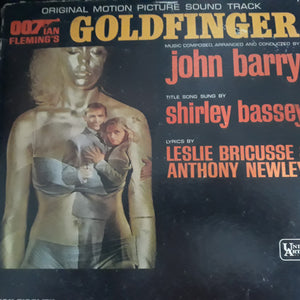 ORIGINAL MOTION PICTURE SOUND TRACK
007 IAN
FLEMING'S
GOLDFINGER
MUSIC COMPOSED, ARRANGED AND CONDUCTED BY
john barry
TITLE SONG SUNG BY
shirley bassey
LYRICS BY
LESLIE BRICUSSE
ANTHONY NEWLEY